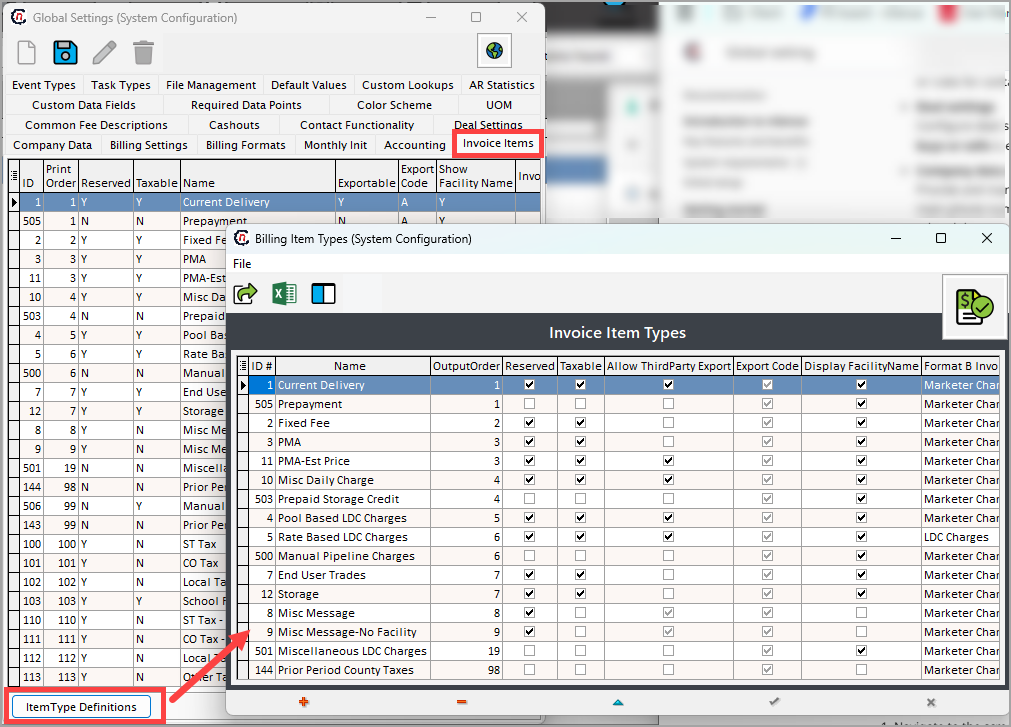 Global Settings (System Configuration)
Event Types Task Types File Management Default Values Custom Lookups AR Statistics
Custom Data Fields Required Data Points Color Scheme UOM
Common Fee Descriptions Cashouts Contact Functionality Deal Settings
Company Data Billing Settings Billing Formats Monthly Init Accounting Invoice Items
ID Print Order Reserved Taxable Name Exportable Export Code Show Facility Name Invo
1 1 Y Y Current Delivery Y A Y
505 1 N N Prepayment N A Y
2 2 Y Y Fixed Fe
3 3 Y Y PMA
11 3 Y Y PMA-Est
10 4 Y Y Misc Da
503 4 N N Prepaid
4 5 Y Y Pool Bas
5 6 Y Y Rate Bas
500 6 N N Manual
7 7 Y Y End Use
12 7 Y Y Storage
8 8 Y N Misc Me
9 9 Y N Misc Me
501 19 N N Miscella
144 98 N N Prior Pe
506 99 Y N Manual
143 99 N N Prior Pe
100 100 Y N ST Tax
101 101 Y N CO Tax
102 102 Y N Local Ta
103 103 Y Y School F
110 110 Y N ST Tax -
111 111 Y N CO Tax -
112 112 Y N Local T
113 113 Y N Other Ta
ItemType Definitions
Billing Item Types (System Configuration)
File
Invoice Item Types
ID # Name OutputOrder Reserved Taxable Allow ThirdParty Export Export Code Display FacilityName Format B Invo
1 Current Delivery 1 Marketer Char
505 Prepayment 1 Marketer Char
2 Fixed Fee 2 Marketer Char
3 PMA 3 Marketer Char
11 PMA-Est Price 3 Marketer Char
10 Misc Daily Charge 4 Marketer Char
503 Prepaid Storage Credit 4 Marketer Char
4 Pool Based LDC Charges 5 Marketer Char
5 Rate Based LDC Charges 6 LDC Charges
500 Manual Pipeline Charges 6 Marketer Char
7 End User Trades 7 Marketer Char
12 Storage 7 Marketer Char
8 Misc Message 8 Marketer Char
9 Misc Message-No Facility 9 Marketer Char
501 Miscellaneous LDC Charges 19 Marketer Char
144 Prior Period County Taxes 98 Marketer Char